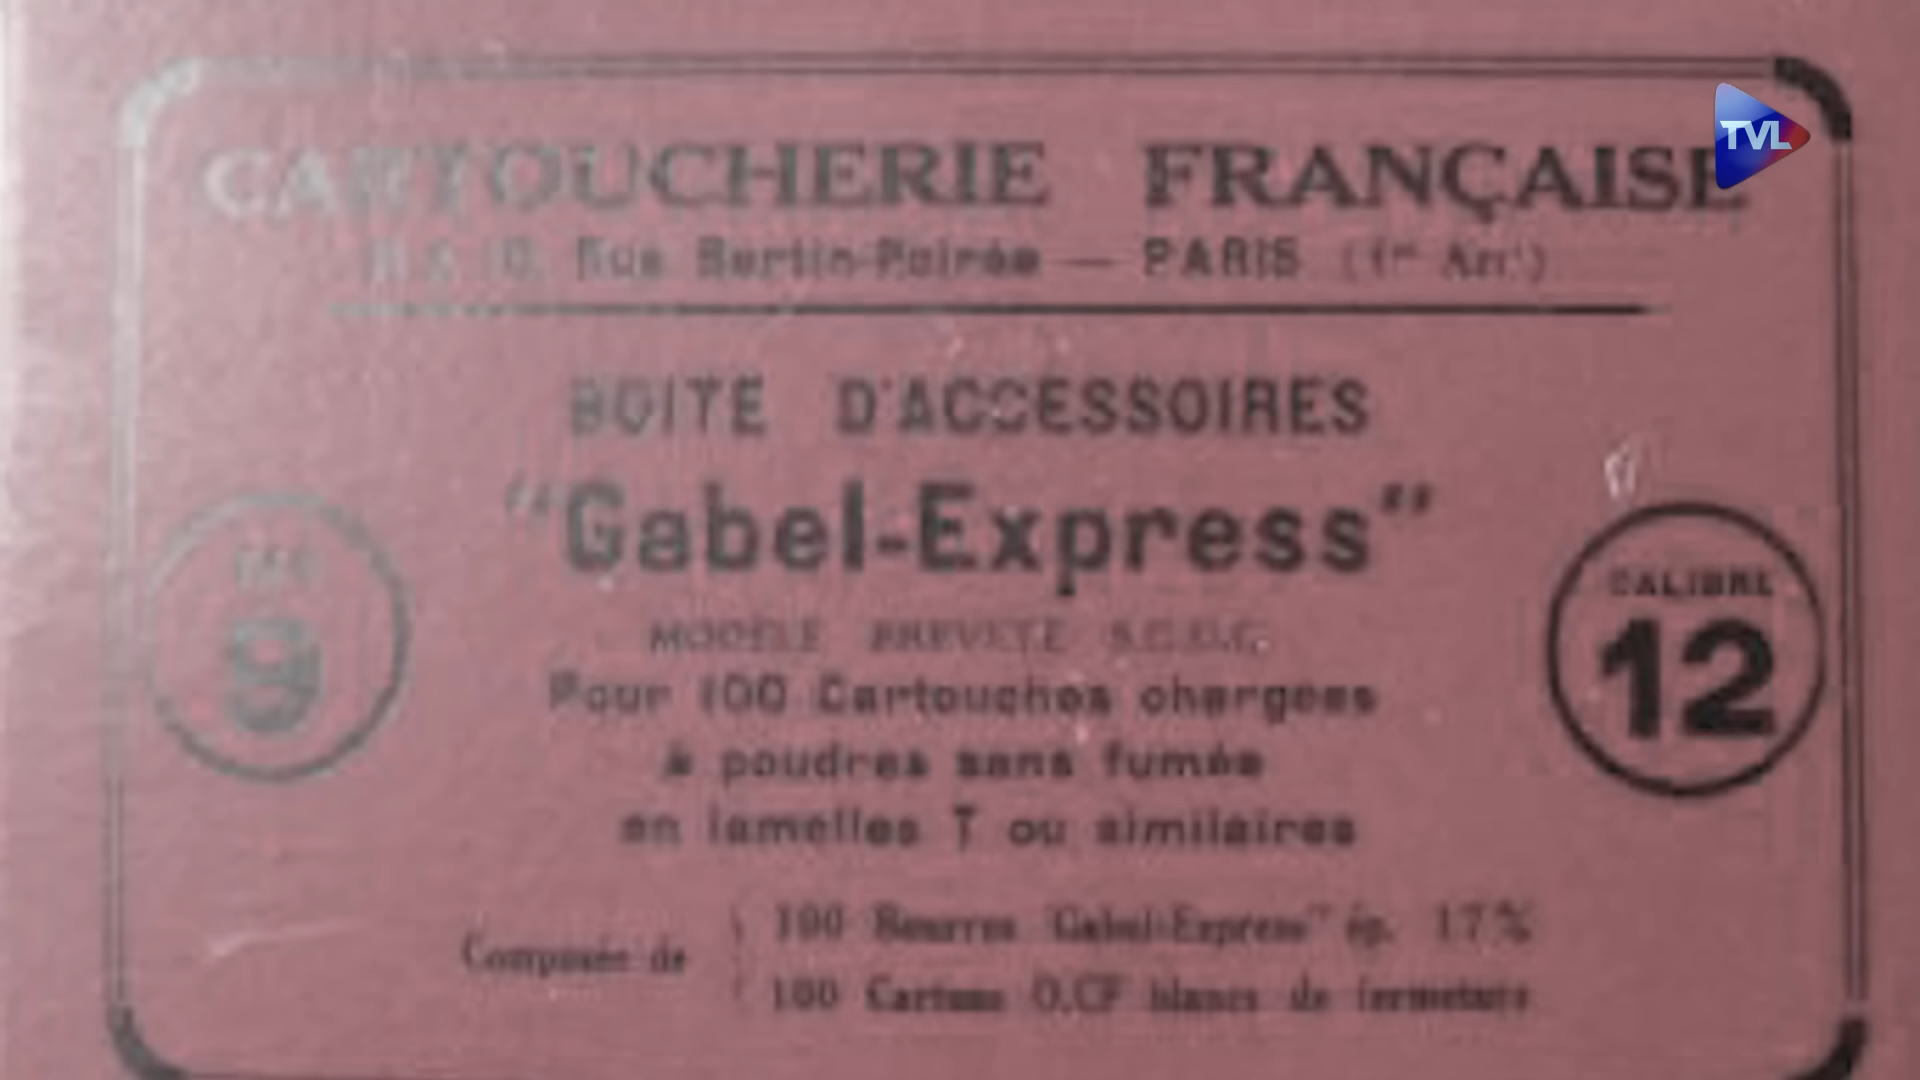 TVL
CARTOUCHERIE FRANÇAISE
Rue Bertin-Poirée — PARIS (1er Arrt)
BOITE D'ACCESSOIRES
"Gabel-Express"
9
CALIBRE
12
MODÈLE BREVETÉ S.G.D.G.
Pour 100 Cartouches chargées
à poudres sans fumée
en lamelles T ou similaires
Composée de
100 Bourres "Gabel-Express" ép. 17%
100 Cartons O.CF blancs de fermeture